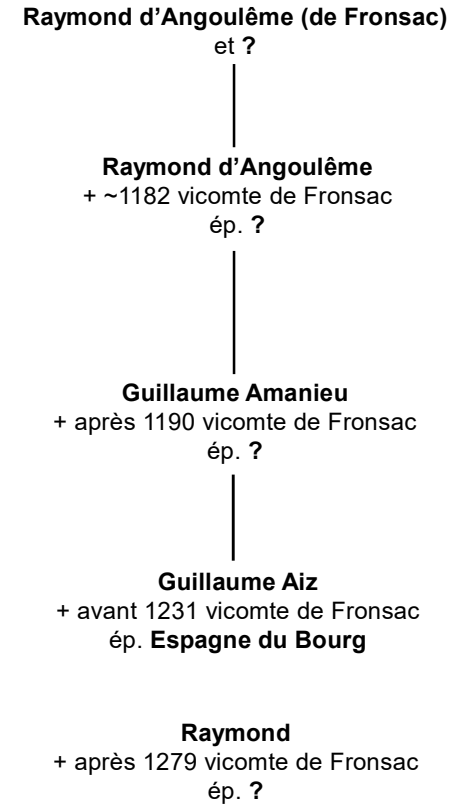 Raymond d’Angoulême (de Fronsac)
et ?
Raymond d’Angoulême
+ ~1182 vicomte de Fronsac
ép. ?
Guillaume Amanieu
+ après 1190 vicomte de Fronsac
ép. ?
Guillaume Aiz
+ avant 1231 vicomte de Fronsac
ép. Espagne du Bourg
Raymond
+ après 1279 vicomte de Fronsac
ép. ?